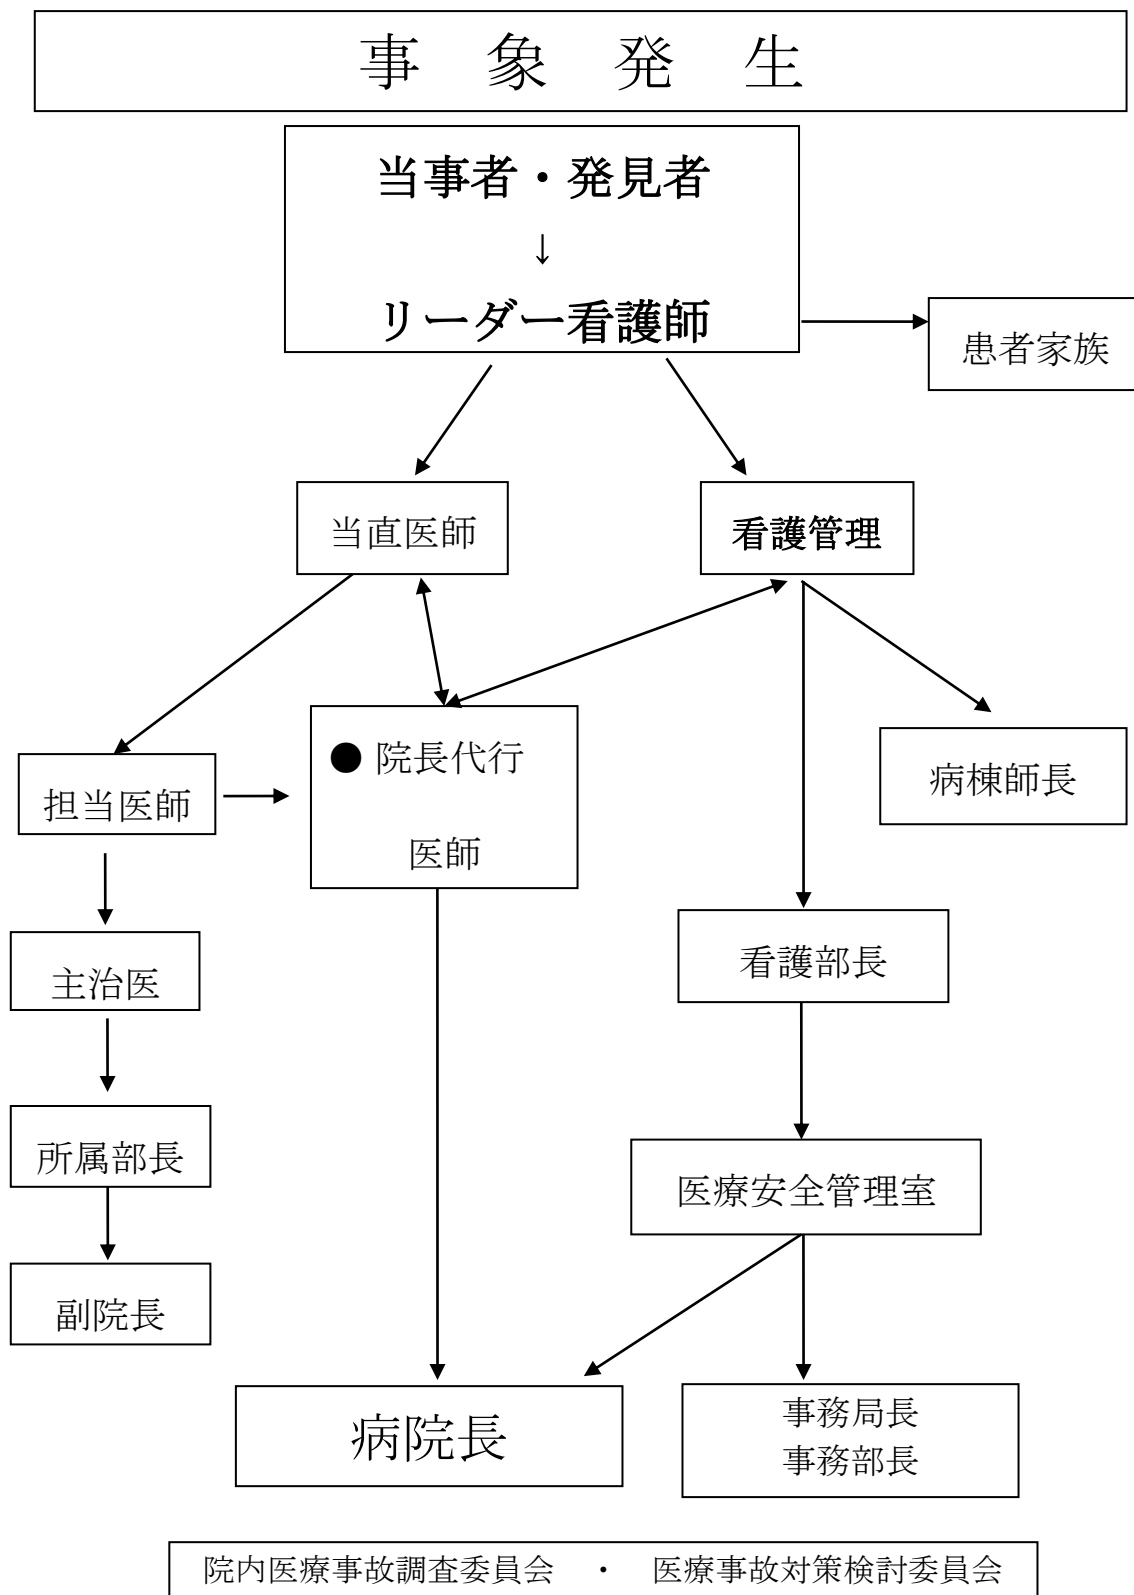 事　象　発　生
当事者・発見者
↓
リーダー看護師
患者家族
当直医師
看護管理
● 院長代行
医師
病棟師長
担当医師
看護部長
主治医
所属部長
医療安全管理室
副院長
病院長
事務局長
事務部長
院内医療事故調査委員会　・　医療事故対策検討委員会